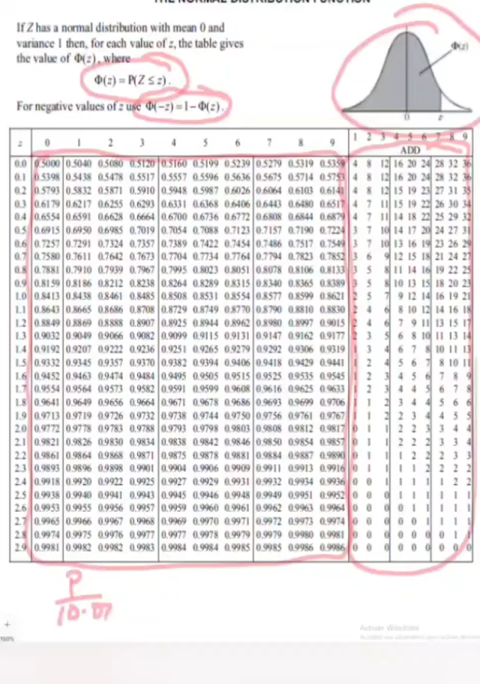 THE NORMAL DISTRIBUTION FUNCTION
If Z has a normal distribution with mean 0 and
variance 1 then, for each value of z, the table gives
the value of Φ(z), where
Φ(z) = P(Z ≤ z).
For negative values of z use Φ(−z) = 1 − Φ(z).
Φ(z)
0 z
z 0 1 2 3 4 5 6 7 8 9 1 2 3 4 5 6 7 8 9
ADD
0.0 0.5000 0.5040 0.5080 0.5120 0.5160 0.5199 0.5239 0.5279 0.5319 0.5359 4 8 12 16 20 24 28 32 36
0.1 0.5398 0.5438 0.5478 0.5517 0.5557 0.5596 0.5636 0.5675 0.5714 0.5753 4 8 12 16 20 24 28 32 36
0.2 0.5793 0.5832 0.5871 0.5910 0.5948 0.5987 0.6026 0.6064 0.6103 0.6141 4 8 12 15 19 23 27 31 35
0.3 0.6179 0.6217 0.6255 0.6293 0.6331 0.6368 0.6406 0.6443 0.6480 0.6517 4 7 11 15 19 22 26 30 34
0.4 0.6554 0.6591 0.6628 0.6664 0.6700 0.6736 0.6772 0.6808 0.6844 0.6879 4 7 11 14 18 22 25 29 32
0.5 0.6915 0.6950 0.6985 0.7019 0.7054 0.7088 0.7123 0.7157 0.7190 0.7224 3 7 10 14 17 20 24 27 31
0.6 0.7257 0.7291 0.7324 0.7357 0.7389 0.7422 0.7454 0.7486 0.7517 0.7549 3 7 10 13 16 19 23 26 29
0.7 0.7580 0.7611 0.7642 0.7673 0.7704 0.7734 0.7764 0.7794 0.7823 0.7852 3 6 9 12 15 18 21 24 27
0.8 0.7881 0.7910 0.7939 0.7967 0.7995 0.8023 0.8051 0.8078 0.8106 0.8133 3 5 8 11 14 16 19 22 25
0.9 0.8159 0.8186 0.8212 0.8238 0.8264 0.8289 0.8315 0.8340 0.8365 0.8389 3 5 8 10 13 15 18 20 23
1.0 0.8413 0.8438 0.8461 0.8485 0.8508 0.8531 0.8554 0.8577 0.8599 0.8621 2 5 7 9 12 14 16 19 21
1.1 0.8643 0.8665 0.8686 0.8708 0.8729 0.8749 0.8770 0.8790 0.8810 0.8830 2 4 6 8 10 12 14 16 18
1.2 0.8849 0.8869 0.8888 0.8907 0.8925 0.8944 0.8962 0.8980 0.8997 0.9015 2 4 6 7 9 11 13 15 17
1.3 0.9032 0.9049 0.9066 0.9082 0.9099 0.9115 0.9131 0.9147 0.9162 0.9177 2 3 5 6 8 10 11 13 14
1.4 0.9192 0.9207 0.9222 0.9236 0.9251 0.9265 0.9279 0.9292 0.9306 0.9319 1 3 4 6 7 8 10 11 13
1.5 0.9332 0.9345 0.9357 0.9370 0.9382 0.9394 0.9406 0.9418 0.9429 0.9441 1 2 4 5 6 7 8 10 11
1.6 0.9452 0.9463 0.9474 0.9484 0.9495 0.9505 0.9515 0.9525 0.9535 0.9545 1 2 3 4 5 6 7 8 9
1.7 0.9554 0.9564 0.9573 0.9582 0.9591 0.9599 0.9608 0.9616 0.9625 0.9633 1 2 3 4 4 5 6 7 8
1.8 0.9641 0.9649 0.9656 0.9664 0.9671 0.9678 0.9686 0.9693 0.9699 0.9706 1 1 2 3 4 4 5 6 6
1.9 0.9713 0.9719 0.9726 0.9732 0.9738 0.9744 0.9750 0.9756 0.9761 0.9767 1 1 2 2 3 4 4 5 5
2.0 0.9772 0.9778 0.9783 0.9788 0.9793 0.9798 0.9803 0.9808 0.9812 0.9817 0 1 1 2 2 3 3 4 4
2.1 0.9821 0.9826 0.9830 0.9834 0.9838 0.9842 0.9846 0.9850 0.9854 0.9857 0 1 1 2 2 2 3 3 4
2.2 0.9861 0.9864 0.9868 0.9871 0.9875 0.9878 0.9881 0.9884 0.9887 0.9890 0 1 1 1 2 2 2 3 3
2.3 0.9893 0.9896 0.9898 0.9901 0.9904 0.9906 0.9909 0.9911 0.9913 0.9916 0 1 1 1 1 2 2 2 2
2.4 0.9918 0.9920 0.9922 0.9925 0.9927 0.9929 0.9931 0.9932 0.9934 0.9936 0 0 1 1 1 1 1 2 2
2.5 0.9938 0.9940 0.9941 0.9943 0.9945 0.9946 0.9948 0.9949 0.9951 0.9952 0 0 0 1 1 1 1 1 1
2.6 0.9953 0.9955 0.9956 0.9957 0.9959 0.9960 0.9961 0.9962 0.9963 0.9964 0 0 0 0 1 1 1 1 1
2.7 0.9965 0.9966 0.9967 0.9968 0.9969 0.9970 0.9971 0.9972 0.9973 0.9974 0 0 0 0 0 1 1 1 1
2.8 0.9974 0.9975 0.9976 0.9977 0.9977 0.9978 0.9979 0.9979 0.9980 0.9981 0 0 0 0 0 0 0 1 1
2.9 0.9981 0.9982 0.9982 0.9983 0.9984 0.9984 0.9985 0.9985 0.9986 0.9986 0 0 0 0 0 0 0 0 0
P
Activate Windows